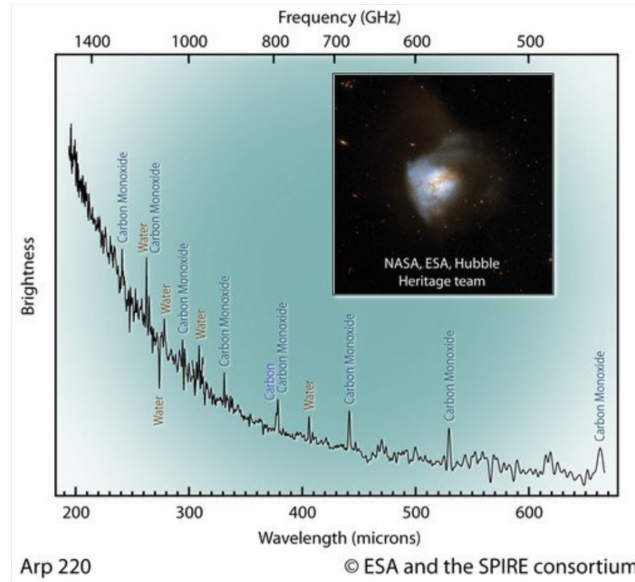 Frequency (GHz)
1400 1000 800 700 600 500
Brightness
Carbon Monoxide
Water
Carbon Monoxide
Water
Water
Carbon Monoxide
Water
Carbon Monoxide
Carbon
Carbon Monoxide
Water
Carbon Monoxide
Carbon Monoxide
Carbon Monoxide
NASA, ESA, Hubble
Heritage team
200 300 400 500 600
Wavelength (microns)
Arp 220
© ESA and the SPIRE consortium